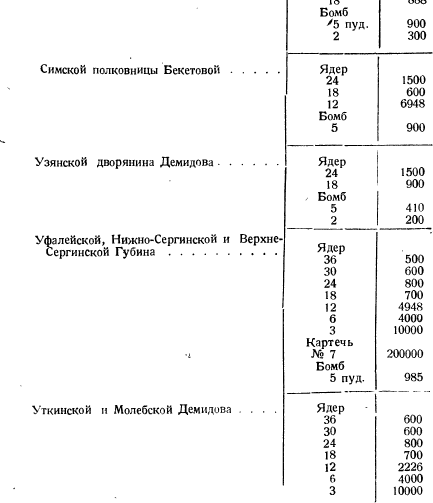 18 888
Бомб
5 пуд. 900
2 300
Симской полковницы Бекетовой . . . . . Ядер
24 1500
18 600
12 6948
Бомб
5 900
Узянской дворянина Демидова . . . . . . Ядер
24 1500
18 900
Бомб
5 410
2 200
Уфалейской, Нижно-Сергинской и Верхне-
Сергинской Губина . . . . . . . . . . Ядер
36 500
30 600
24 800
18 700
12 4948
6 4000
3 10000
Картечь
№ 7 200000
Бомб
5 пуд. 985
Уткинской и Молебской Демидова . . . . Ядер
36 600
30 600
24 800
18 700
12 2226
6 4000
3 10000